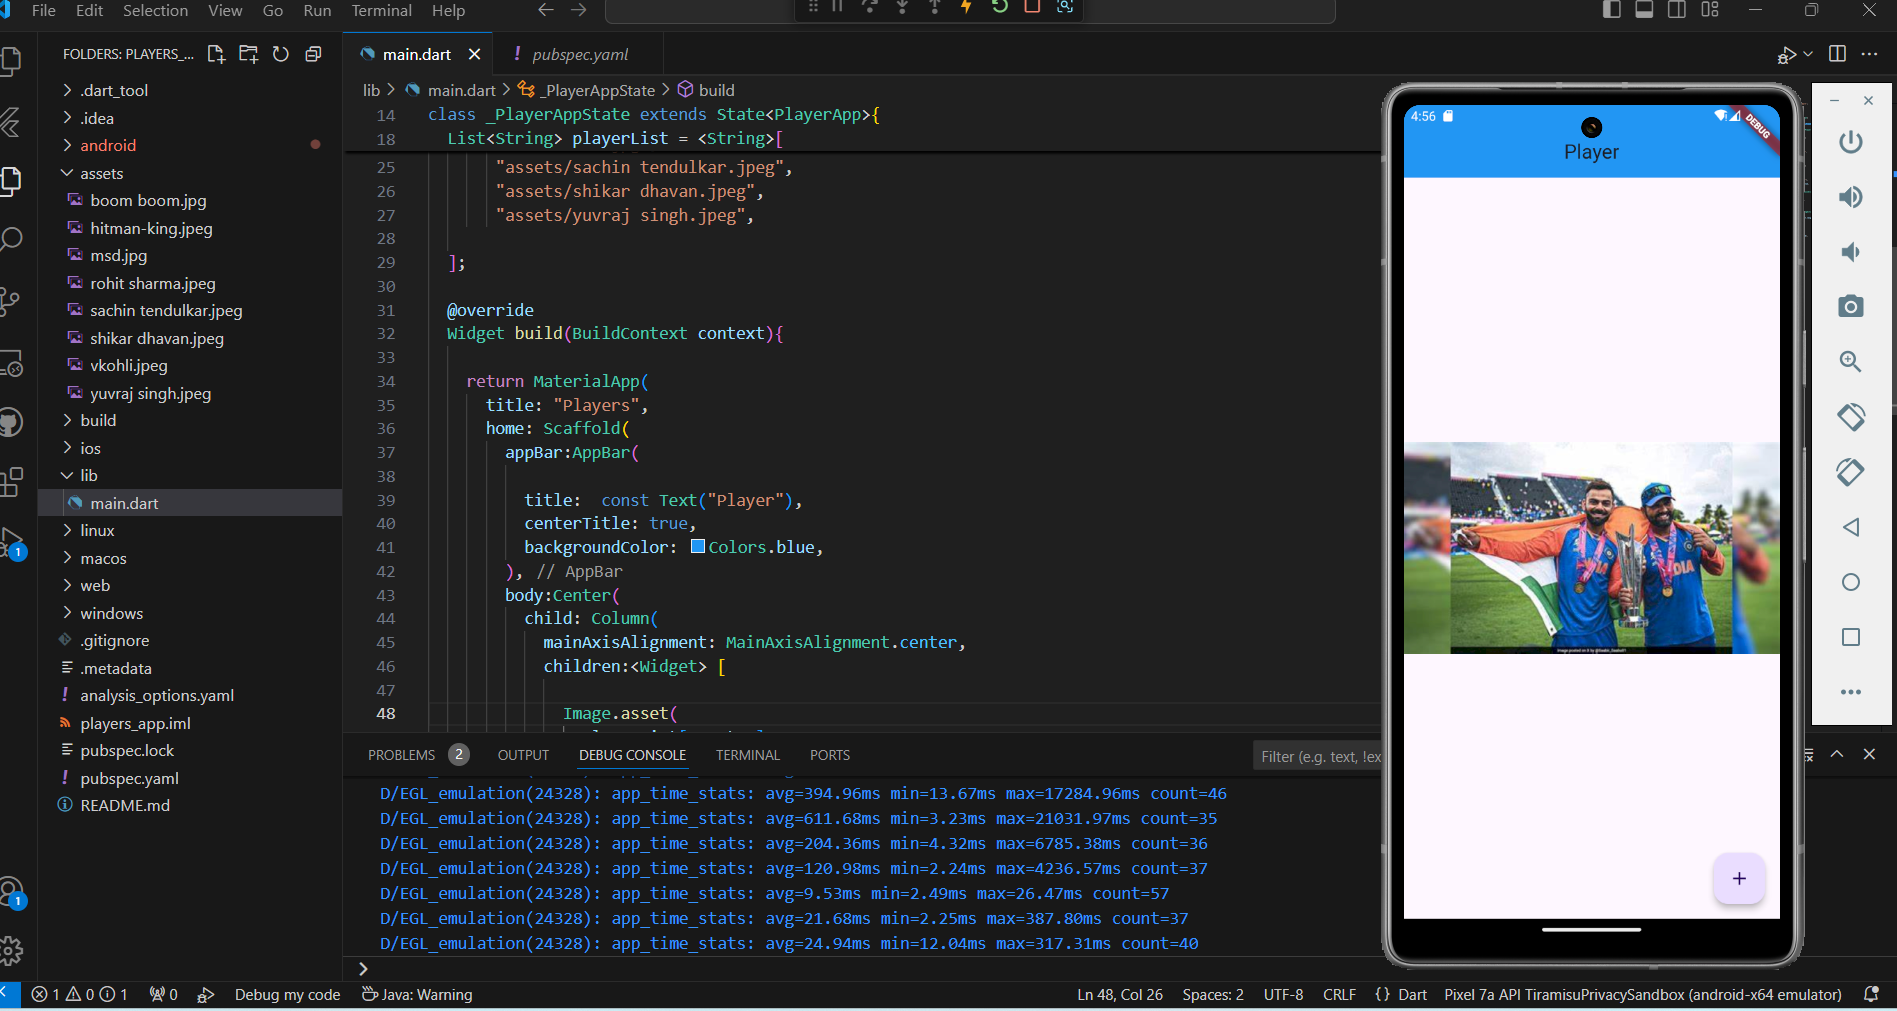 File Edit Selection View Go Run Terminal Help
FOLDERS: PLAYERS_...
.dart_tool
.idea
android
assets
boom boom.jpg
hitman-king.jpeg
msd.jpg
rohit sharma.jpeg
sachin tendulkar.jpeg
shikar dhavan.jpeg
vkohli.jpeg
yuvraj singh.jpeg
build
ios
lib
main.dart
linux
macos
web
windows
.gitignore
.metadata
analysis_options.yaml
players_app.iml
pubspec.lock
pubspec.yaml
README.md
1
1
main.dart
! pubspec.yaml
lib > main.dart > _PlayerAppState > build
14 class _PlayerAppState extends State<PlayerApp>{
18 List<String> playerList = <String>[
25 "assets/sachin tendulkar.jpeg",
26 "assets/shikar dhavan.jpeg",
27 "assets/yuvraj singh.jpeg",
28
29 ];
30
31 @override
32 Widget build(BuildContext context){
33
34 return MaterialApp(
35 title: "Players",
36 home: Scaffold(
37 appBar:AppBar(
38
39 title:  const Text("Player"),
40 centerTitle: true,
41 backgroundColor: Colors.blue,
42 ), // AppBar
43 body:Center(
44 child: Column(
45 mainAxisAlignment: MainAxisAlignment.center,
46 children:<Widget> [
47
48 Image.asset(
PROBLEMS 2 OUTPUT DEBUG CONSOLE TERMINAL PORTS
Filter (e.g. text, !ex
D/EGL_emulation(24328): app_time_stats: avg=394.96ms min=13.67ms max=17284.96ms count=46
D/EGL_emulation(24328): app_time_stats: avg=611.68ms min=3.23ms max=21031.97ms count=35
D/EGL_emulation(24328): app_time_stats: avg=204.36ms min=4.32ms max=6785.38ms count=36
D/EGL_emulation(24328): app_time_stats: avg=120.98ms min=2.24ms max=4236.57ms count=37
D/EGL_emulation(24328): app_time_stats: avg=9.53ms min=2.49ms max=26.47ms count=57
D/EGL_emulation(24328): app_time_stats: avg=21.68ms min=2.25ms max=387.80ms count=37
D/EGL_emulation(24328): app_time_stats: avg=24.94ms min=12.04ms max=317.31ms count=40
4:56
DEBUG
Player
DIA
+
1 0 1 0 Debug my code Java: Warning
Ln 48, Col 26 Spaces: 2 UTF-8 CRLF {} Dart Pixel 7a API TiramisuPrivacySandbox (android-x64 emulator)